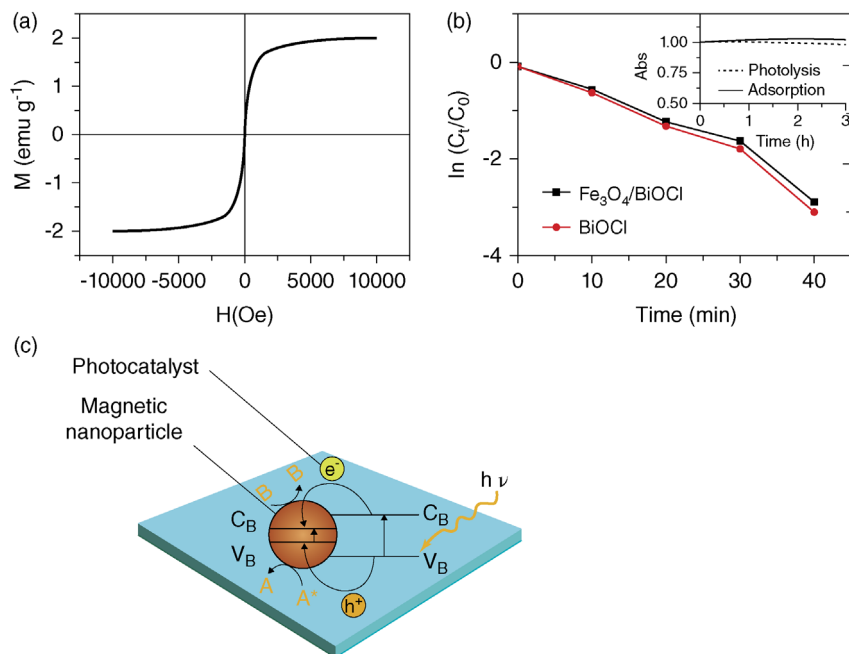 (a)
M (emu g⁻¹)
2
1
0
-1
-2
-10000 -5000 0 5000 10000
H(Oe)
(b)
ln (Cₜ/C₀)
0
-2
-4
0 10 20 30 40
Time (min)
Fe₃O₄/BiOCl
BiOCl
Abs
1.00
0.75
0.50
Photolysis
Adsorption
0 1 2 3
Time (h)
(c)
Photocatalyst
Magnetic
nanoparticle
B B e⁻
h ν
C_B C_B
V_B V_B
A A* h⁺